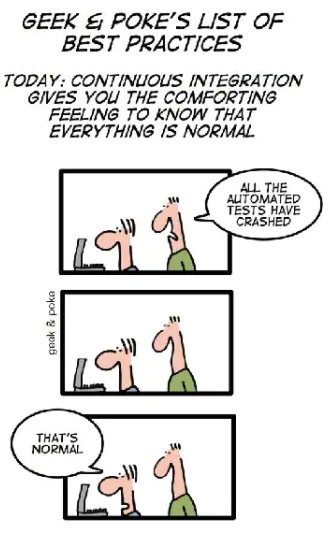 GEEK & POKE'S LIST OF
BEST PRACTICES
TODAY: CONTINUOUS INTEGRATION
GIVES YOU THE COMFORTING
FEELING TO KNOW THAT
EVERYTHING IS NORMAL
ALL THE
AUTOMATED
TESTS HAVE
CRASHED
geek & poke
THAT'S
NORMAL